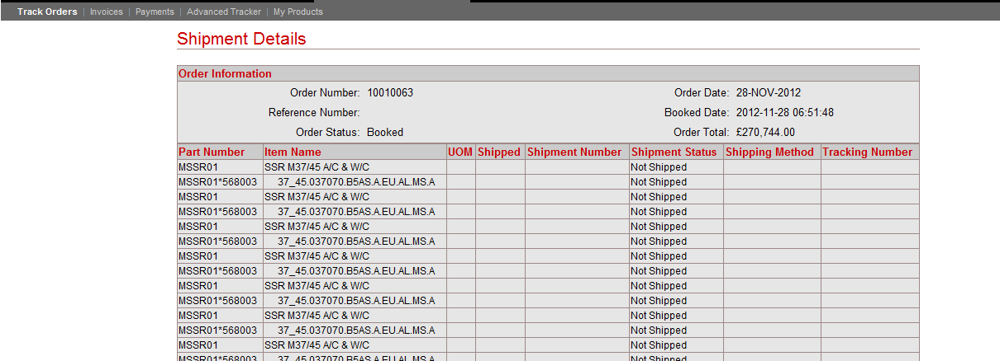 Track Orders | Invoices | Payments | Advanced Tracker | My Products
Shipment Details
Order Information
Order Number: 10010063 Order Date: 28-NOV-2012
Reference Number: Booked Date: 2012-11-28 06:51:48
Order Status: Booked Order Total: £270,744.00
Part Number Item Name UOM Shipped Shipment Number Shipment Status Shipping Method Tracking Number
MSSR01 SSR M37/45 A/C & W/C Not Shipped
MSSR01*568003 37_45.037070.B5AS.A.EU.AL.MS.A Not Shipped
MSSR01 SSR M37/45 A/C & W/C Not Shipped
MSSR01*568003 37_45.037070.B5AS.A.EU.AL.MS.A Not Shipped
MSSR01 SSR M37/45 A/C & W/C Not Shipped
MSSR01*568003 37_45.037070.B5AS.A.EU.AL.MS.A Not Shipped
MSSR01 SSR M37/45 A/C & W/C Not Shipped
MSSR01*568003 37_45.037070.B5AS.A.EU.AL.MS.A Not Shipped
MSSR01 SSR M37/45 A/C & W/C Not Shipped
MSSR01*568003 37_45.037070.B5AS.A.EU.AL.MS.A Not Shipped
MSSR01 SSR M37/45 A/C & W/C Not Shipped
MSSR01*568003 37_45.037070.B5AS.A.EU.AL.MS.A Not Shipped
MSSR01 SSR M37/45 A/C & W/C Not Shipped
MSSR01*568003 37_45.037070.B5AS.A.EU.AL.MS.A Not Shipped